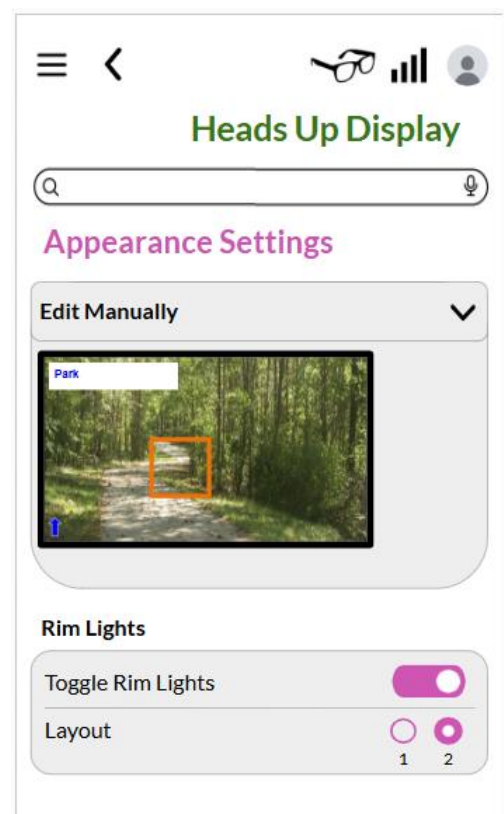 Heads Up Display
Appearance Settings
Edit Manually
Park
Rim Lights
Toggle Rim Lights
Layout
1 2